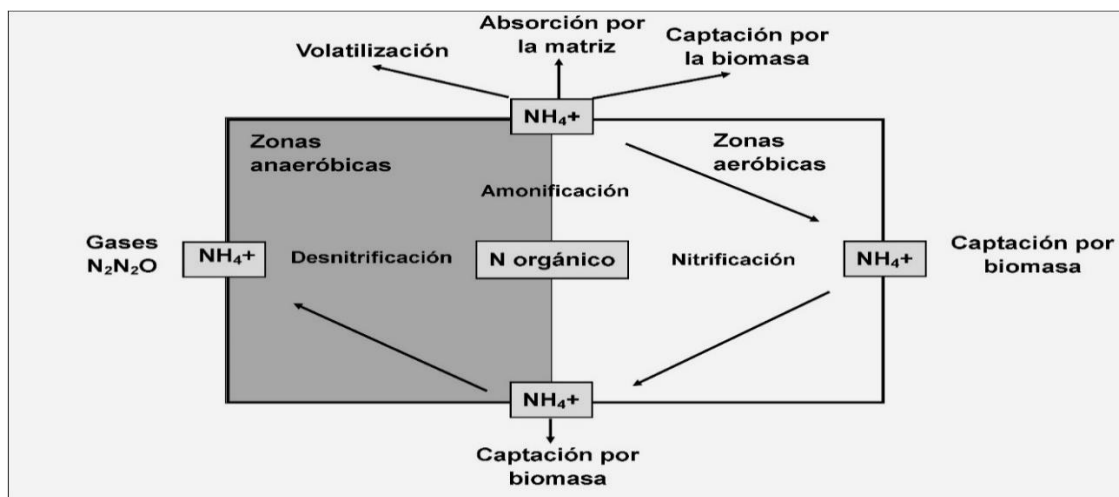 Volatilización
Absorción por
la matriz
Captación por
la biomasa
NH₄+
Zonas
anaeróbicas
Zonas
aeróbicas
Amonificación
Gases
N₂N₂O
NH₄+
Desnitrificación
N orgánico
Nitrificación
NH₄+
Captación por
biomasa
NH₄+
Captación por
biomasa